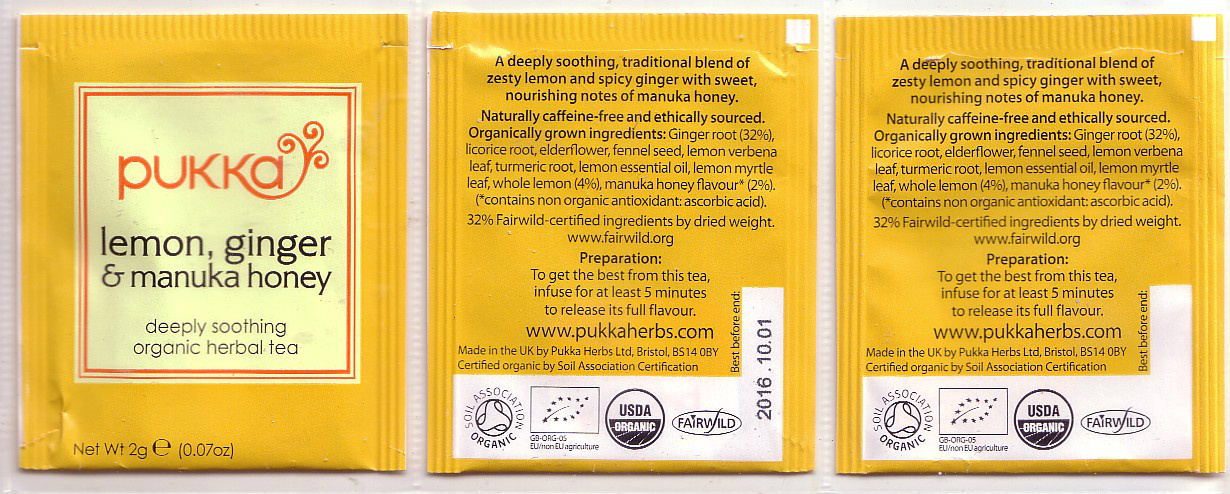 pukka
lemon, ginger
& manuka honey
deeply soothing
organic herbal tea
Net Wt 2g ℮ (0.07oz)
A deeply soothing, traditional blend of
zesty lemon and spicy ginger with sweet,
nourishing notes of manuka honey.
Naturally caffeine-free and ethically sourced.
Organically grown ingredients: Ginger root (32%),
licorice root, elderflower, fennel seed, lemon verbena
leaf, turmeric root, lemon essential oil, lemon myrtle
leaf, whole lemon (4%), manuka honey flavour* (2%).
(*contains non organic antioxidant: ascorbic acid).
32% Fairwild-certified ingredients by dried weight.
www.fairwild.org
Preparation:
To get the best from this tea,
infuse for at least 5 minutes
to release its full flavour.
www.pukkaherbs.com
Made in the UK by Pukka Herbs Ltd, Bristol, BS14 0BY
Certified organic by Soil Association Certification
Best before end:
2016.10.01
SOIL ASSOCIATION
ORGANIC
GB-ORG-05
EU/non EU agriculture
USDA
ORGANIC
FAIRWILD
A deeply soothing, traditional blend of
zesty lemon and spicy ginger with sweet,
nourishing notes of manuka honey.
Naturally caffeine-free and ethically sourced.
Organically grown ingredients: Ginger root (32%),
licorice root, elderflower, fennel seed, lemon verbena
leaf, turmeric root, lemon essential oil, lemon myrtle
leaf, whole lemon (4%), manuka honey flavour* (2%).
(*contains non organic antioxidant: ascorbic acid).
32% Fairwild-certified ingredients by dried weight.
www.fairwild.org
Preparation:
To get the best from this tea,
infuse for at least 5 minutes
to release its full flavour.
www.pukkaherbs.com
Made in the UK by Pukka Herbs Ltd, Bristol, BS14 0BY
Certified organic by Soil Association Certification
Best before end:
SOIL ASSOCIATION
ORGANIC
GB-ORG-05
EU/non EU agriculture
USDA
ORGANIC
FAIRWILD